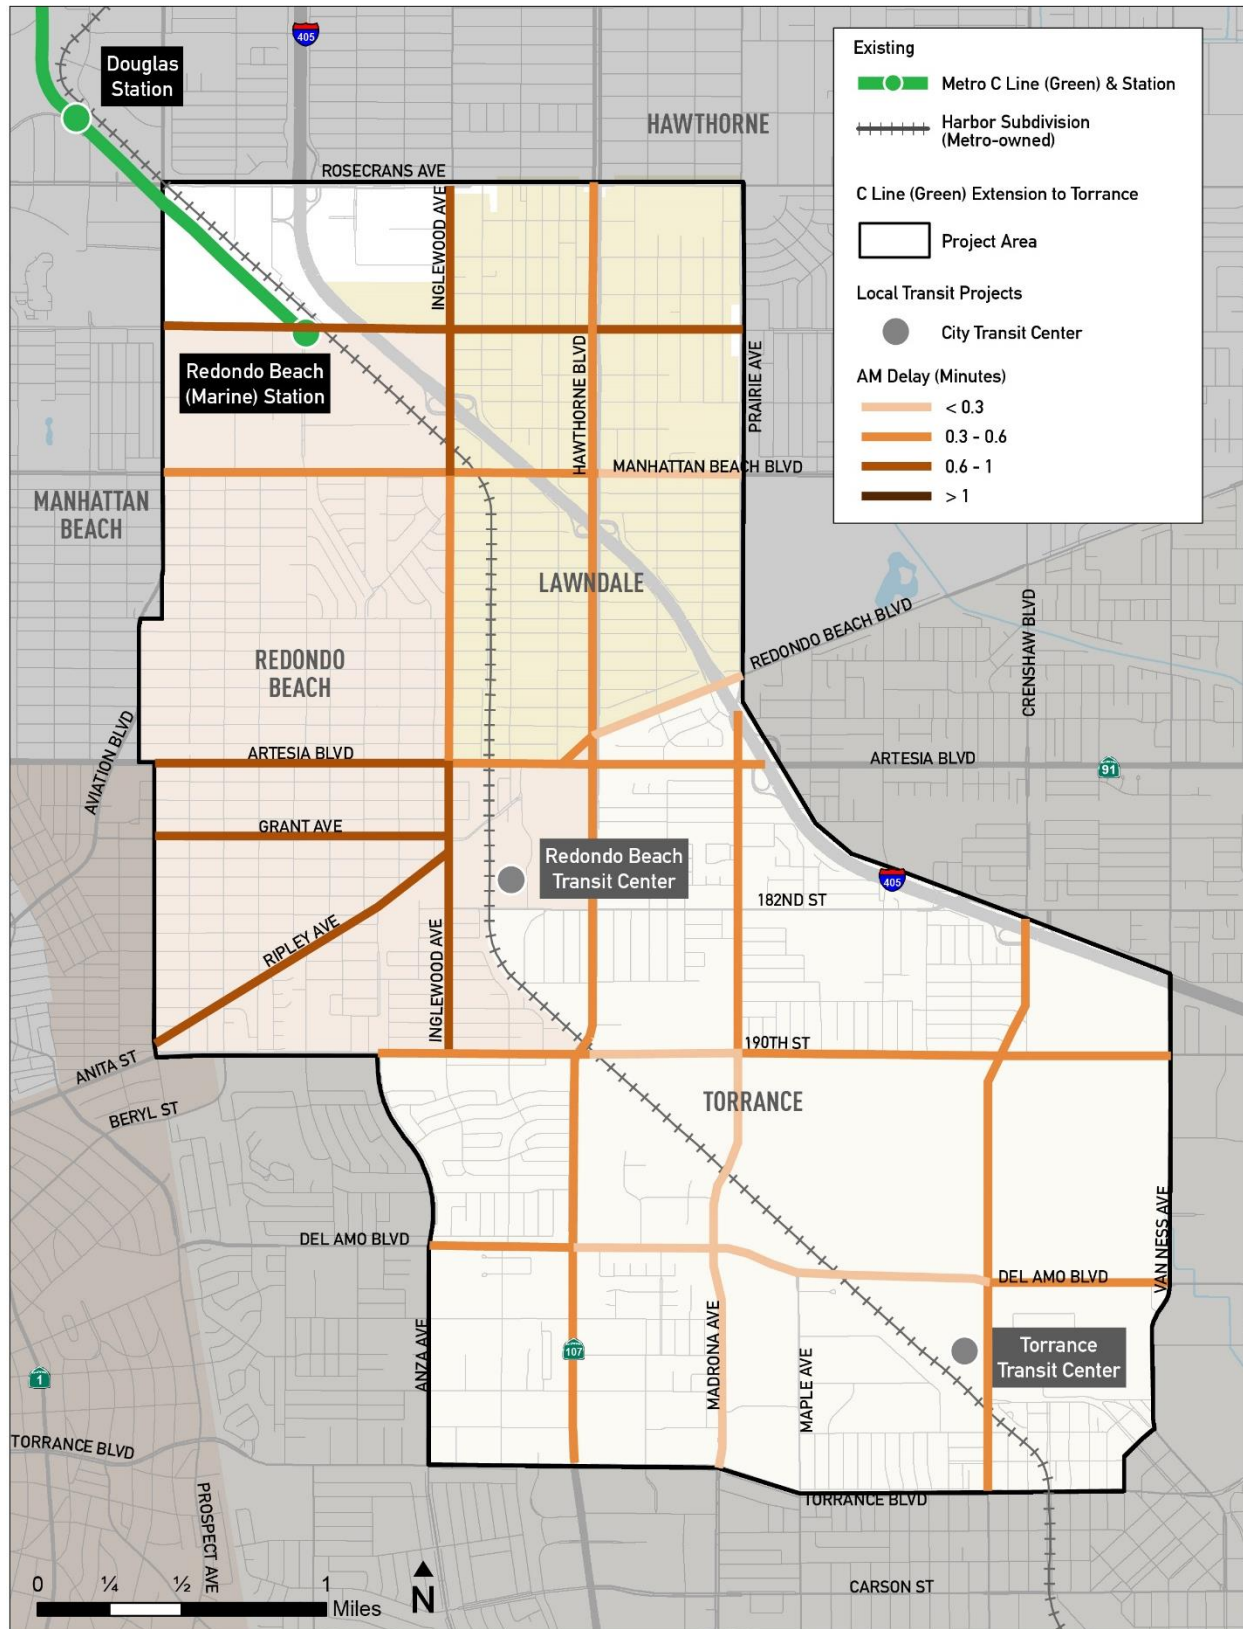 405
Douglas
Station
HAWTHORNE
ROSECRANS AVE
INGLEWOOD AVE
Redondo Beach
(Marine) Station
HAWTHORNE BLVD
PRAIRIE AVE
MANHATTAN BEACH BLVD
MANHATTAN
BEACH
LAWNDALE
REDONDO BEACH BLVD
CRENSHAW BLVD
REDONDO
BEACH
AVIATION BLVD
ARTESIA BLVD
ARTESIA BLVD
91
GRANT AVE
Redondo Beach
Transit Center
405
182ND ST
RIPLEY AVE
INGLEWOOD AVE
190TH ST
ANITA ST
BERYL ST
TORRANCE
DEL AMO BLVD
VAN NESS AVE
DEL AMO BLVD
ANZA AVE
107
MADRONA AVE
MAPLE AVE
Torrance
Transit Center
1
TORRANCE BLVD
PROSPECT AVE
TORRANCE BLVD
CARSON ST
0 ¼ ½ 1
Miles
N
Existing
Metro C Line (Green) & Station
Harbor Subdivision
(Metro-owned)
C Line (Green) Extension to Torrance
Project Area
Local Transit Projects
City Transit Center
AM Delay (Minutes)
< 0.3
0.3 - 0.6
0.6 - 1
> 1